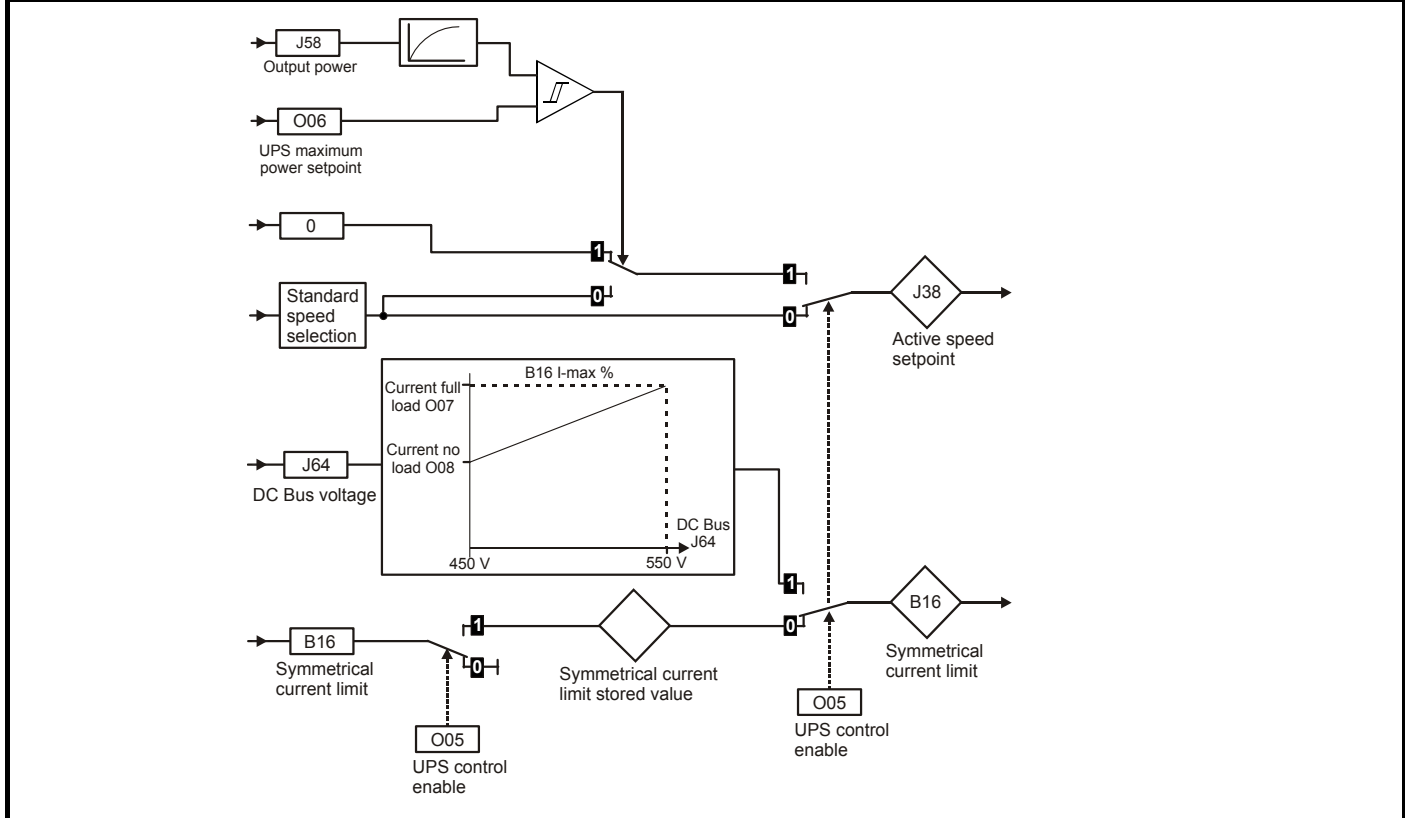 J58
Output power
O06
UPS maximum
power setpoint
0
1
0
Standard
speed
selection
1
0
J38
Active speed
setpoint
B16 I-max %
Current full
load O07
Current no
load O08
J64
DC Bus voltage
DC Bus
J64
450 V
550 V
1
0
B16
Symmetrical
current limit
B16
Symmetrical
current limit
1
0
Symmetrical current
limit stored value
O05
UPS control
enable
O05
UPS control
enable